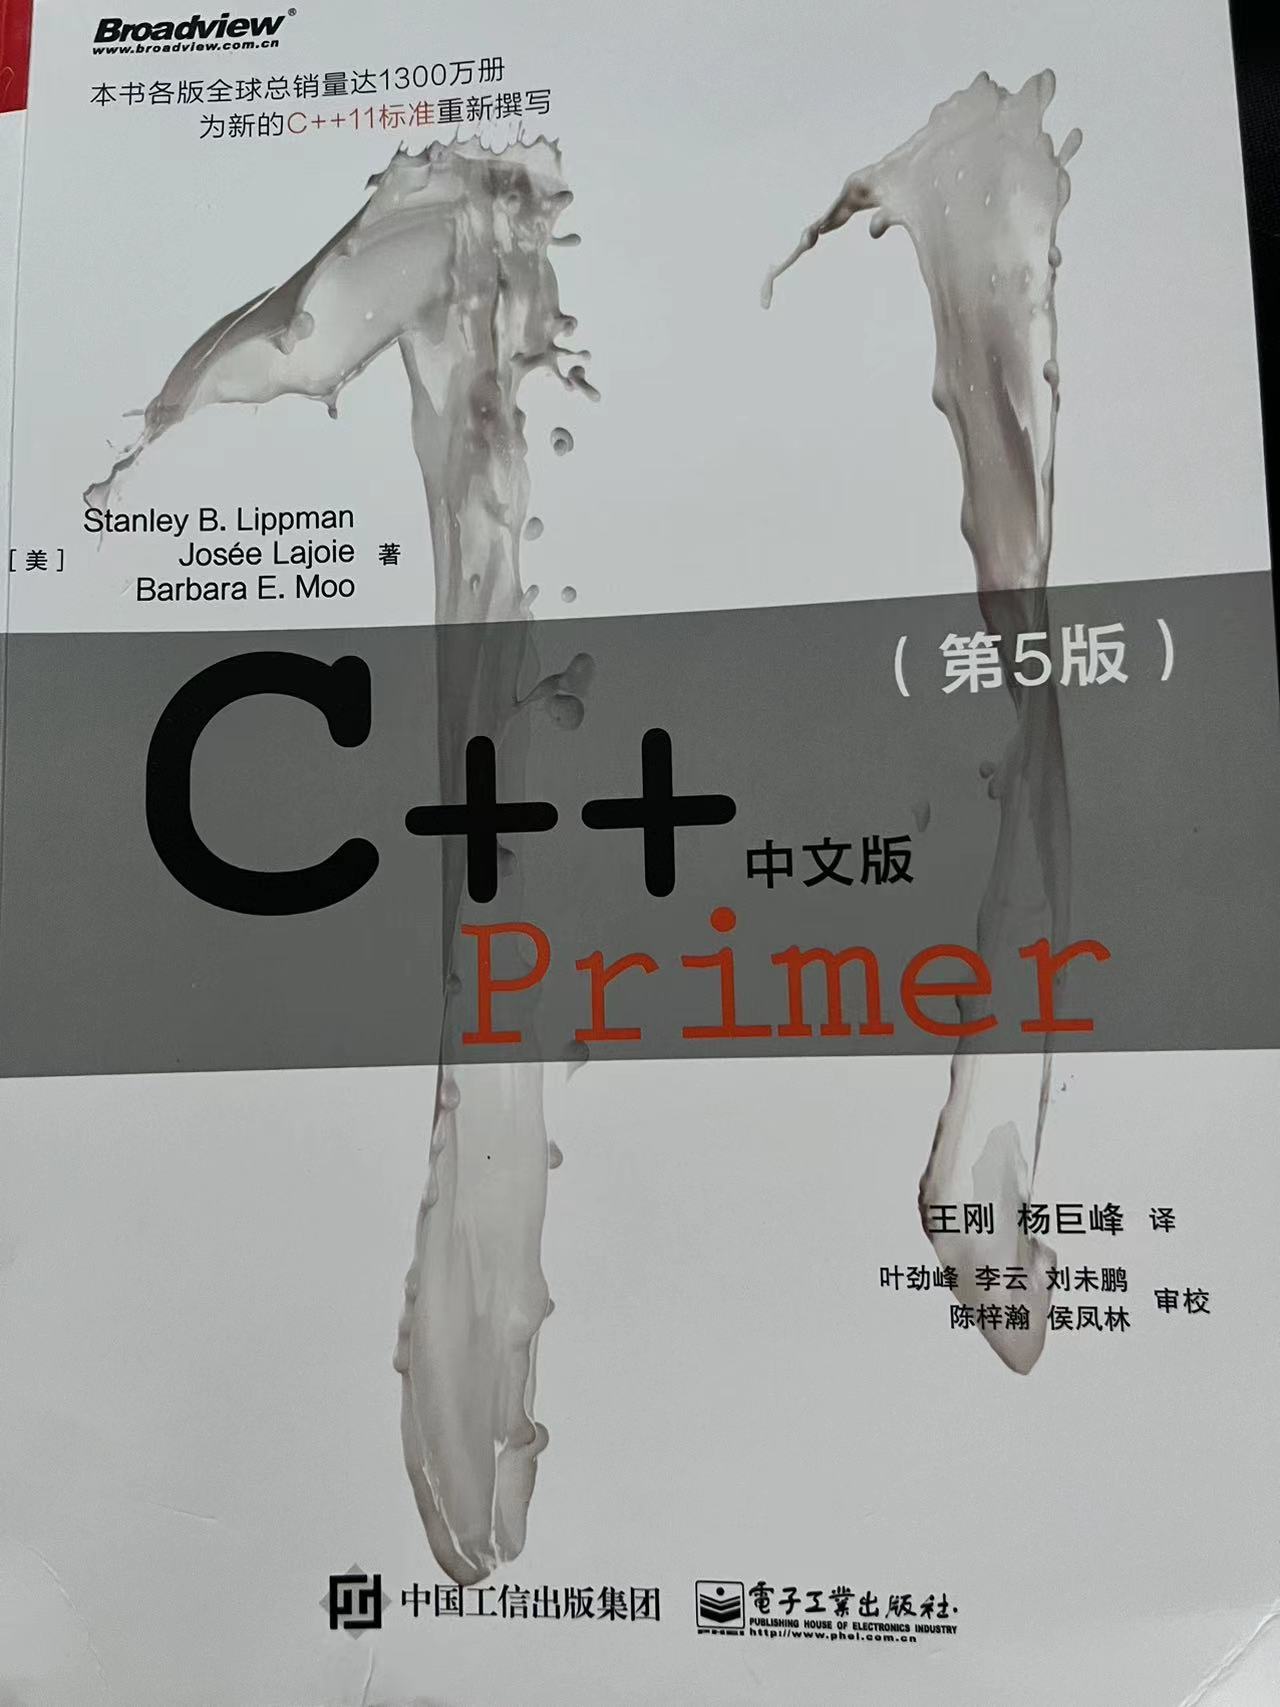 Broadview®
www.broadview.com.cn
本书各版全球总销量达1300万册
为新的C++11标准重新撰写
Stanley B. Lippman
[美] Josée Lajoie 著
Barbara E. Moo
(第5版)
C++中文版
Primer
王刚 杨巨峰 译
叶劲峰 李云 刘未鹏
陈梓瀚 侯凤林 审校
中国工信出版集团
電子工業出版社.
PUBLISHING HOUSE OF ELECTRONICS INDUSTRY
http://www.phei.com.cn